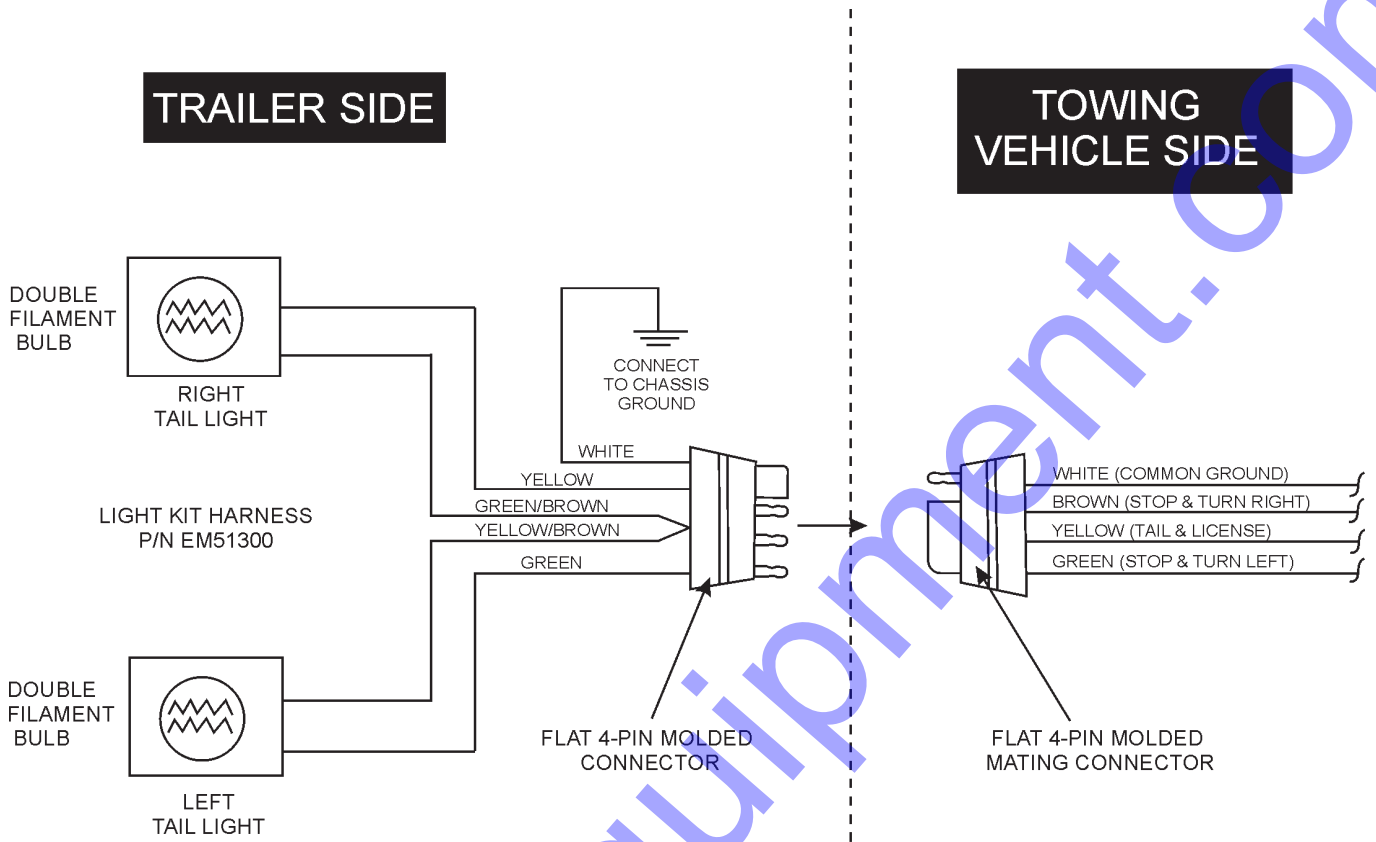 TRAILER SIDE
TOWING
VEHICLE SIDE
DOUBLE
FILAMENT
BULB
RIGHT
TAIL LIGHT
CONNECT
TO CHASSIS
GROUND
WHITE
YELLOW
GREEN/BROWN
YELLOW/BROWN
GREEN
LIGHT KIT HARNESS
P/N EM51300
WHITE (COMMON GROUND)
BROWN (STOP & TURN RIGHT)
YELLOW (TAIL & LICENSE)
GREEN (STOP & TURN LEFT)
DOUBLE
FILAMENT
BULB
LEFT
TAIL LIGHT
FLAT 4-PIN MOLDED
CONNECTOR
FLAT 4-PIN MOLDED
MATING CONNECTOR
quipment.com